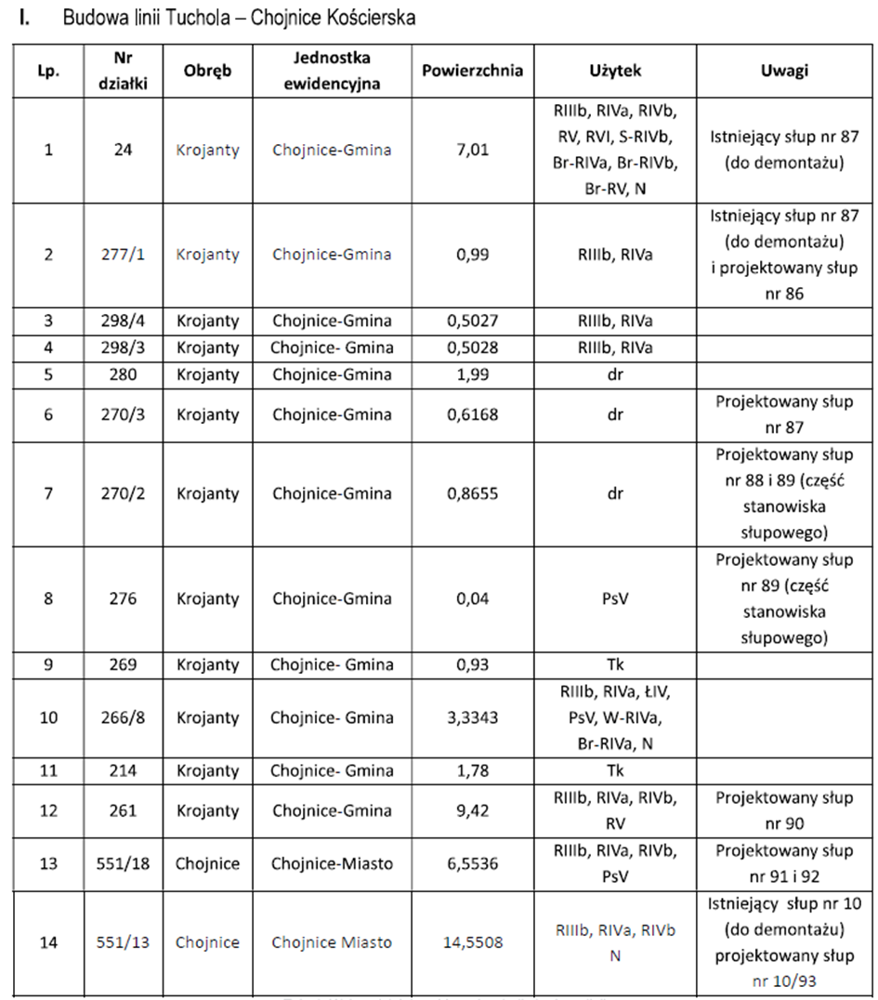 I. Budowa linii Tuchola – Chojnice Kościerska
Lp. Nr działki Obręb Jednostka ewidencyjna Powierzchnia Użytek Uwagi
1 24 Krojanty Chojnice-Gmina 7,01 RIIIb, RIVa, RIVb, RV, RVI, S-RIVb, Br-RIVa, Br-RIVb, Br-RV, N Istniejący słup nr 87 (do demontażu)
2 277/1 Krojanty Chojnice-Gmina 0,99 RIIIb, RIVa Istniejący słup nr 87 (do demontażu) i projektowany słup nr 86
3 298/4 Krojanty Chojnice-Gmina 0,5027 RIIIb, RIVa
4 298/3 Krojanty Chojnice- Gmina 0,5028 RIIIb, RIVa
5 280 Krojanty Chojnice-Gmina 1,99 dr
6 270/3 Krojanty Chojnice-Gmina 0,6168 dr Projektowany słup nr 87
7 270/2 Krojanty Chojnice-Gmina 0,8655 dr Projektowany słup nr 88 i 89 (część stanowiska słupowego)
8 276 Krojanty Chojnice-Gmina 0,04 PsV Projektowany słup nr 89 (część stanowiska słupowego)
9 269 Krojanty Chojnice- Gmina 0,93 Tk
10 266/8 Krojanty Chojnice- Gmina 3,3343 RIIIb, RIVa, ŁIV, PsV, W-RIVa, Br-RIVa, N
11 214 Krojanty Chojnice- Gmina 1,78 Tk
12 261 Krojanty Chojnice-Gmina 9,42 RIIIb, RIVa, RIVb, RV Projektowany słup nr 90
13 551/18 Chojnice Chojnice-Miasto 6,5536 RIIIb, RIVa, RIVb, PsV Projektowany słup nr 91 i 92
14 551/13 Chojnice Chojnice Miasto 14,5508 RIIIb, RIVa, RIVb N Istniejący słup nr 10 (do demontażu) projektowany słup nr 10/93